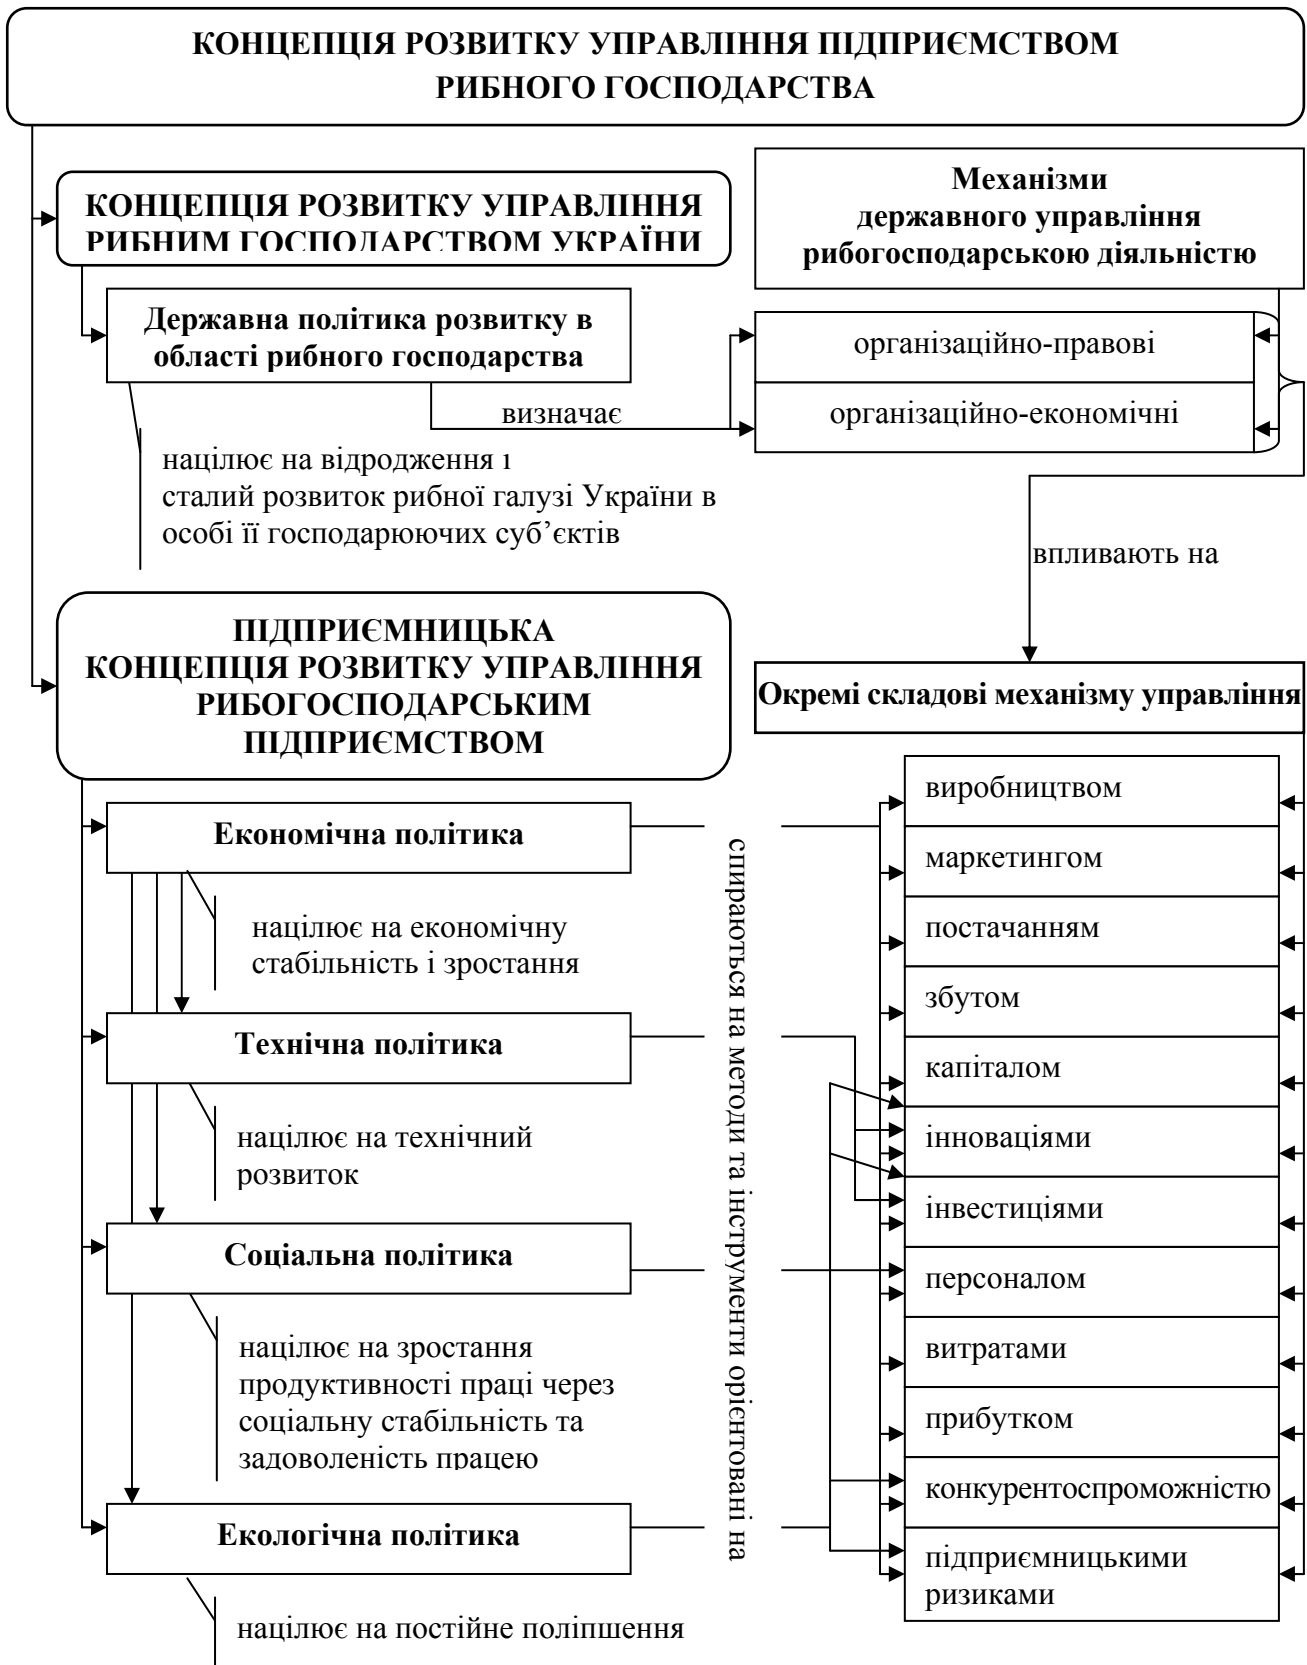 КОНЦЕПЦІЯ РОЗВИТКУ УПРАВЛІННЯ ПІДПРИЄМСТВОМ
РИБНОГО ГОСПОДАРСТВА
КОНЦЕПЦІЯ РОЗВИТКУ УПРАВЛІННЯ
РИБНИМ ГОСПОДАРСТВОМ УКРАЇНИ
Механізми
державного управління
рибогосподарською діяльністю
Державна політика розвитку в
області рибного господарства
організаційно-правові
організаційно-економічні
визначає
націлює на відродження і
сталий розвиток рибної галузі України в
особі її господарюючих суб’єктів
впливають на
ПІДПРИЄМНИЦЬКА
КОНЦЕПЦІЯ РОЗВИТКУ УПРАВЛІННЯ
РИБОГОСПОДАРСЬКИМ
ПІДПРИЄМСТВОМ
Окремі складові механізму управління
Економічна політика
націлює на економічну
стабільність і зростання
Технічна політика
націлює на технічний
розвиток
Соціальна політика
націлює на зростання
продуктивності праці через
соціальну стабільність та
задоволеність працею
Екологічна політика
націлює на постійне поліпшення
спираються на методи та інструменти орієнтовані на
виробництвом
маркетингом
постачанням
збутом
капіталом
інноваціями
інвестиціями
персоналом
витратами
прибутком
конкурентоспроможністю
підприємницькими
ризиками